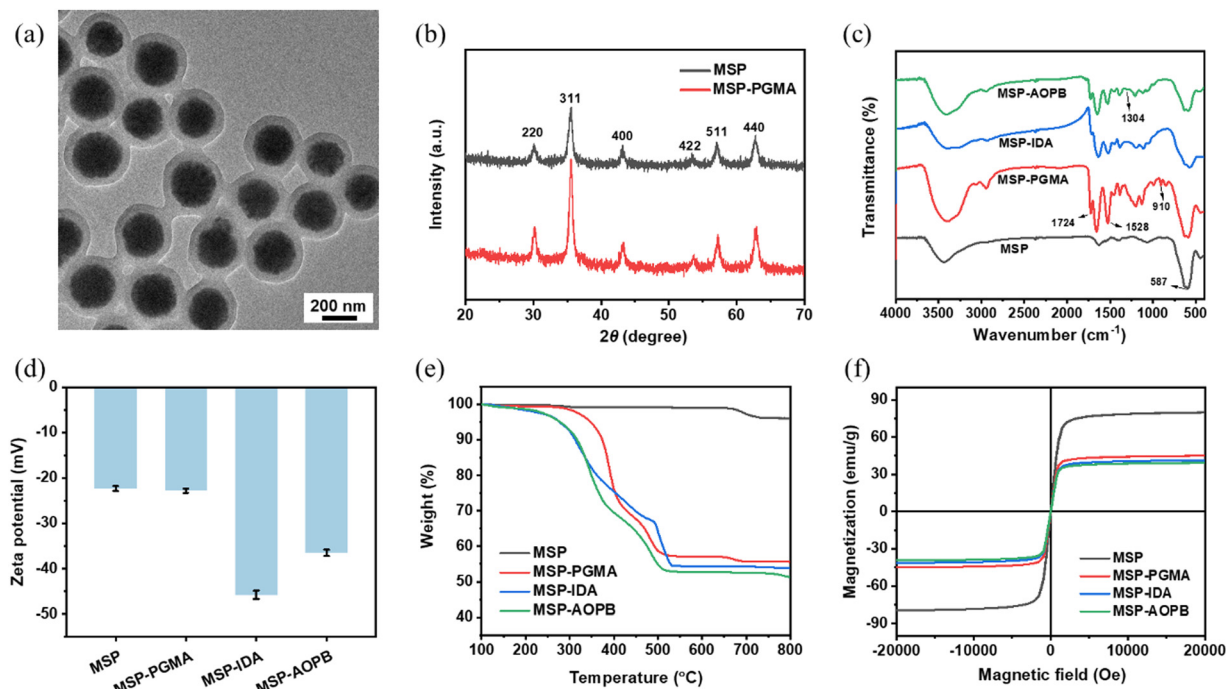 (a)
200 nm
(b)
MSP
MSP-PGMA
220
311
400
422
511
440
Intensity (a.u.)
20 30 40 50 60 70
2θ (degree)
(c)
MSP-AOPB
1304
MSP-IDA
MSP-PGMA
910
1724
1528
MSP
587
Transmittance (%)
4000 3500 3000 2500 2000 1500 1000 500
Wavenumber (cm⁻¹)
(d)
0
-10
-20
-30
-40
-50
Zeta potential (mV)
MSP
MSP-PGMA
MSP-IDA
MSP-AOPB
(e)
100
90
80
70
60
50
40
Weight (%)
MSP
MSP-PGMA
MSP-IDA
MSP-AOPB
100 200 300 400 500 600 700 800
Temperature (°C)
(f)
90
60
30
0
-30
-60
-90
Magnetization (emu/g)
MSP
MSP-PGMA
MSP-IDA
MSP-AOPB
-20000 -10000 0 10000 20000
Magnetic field (Oe)